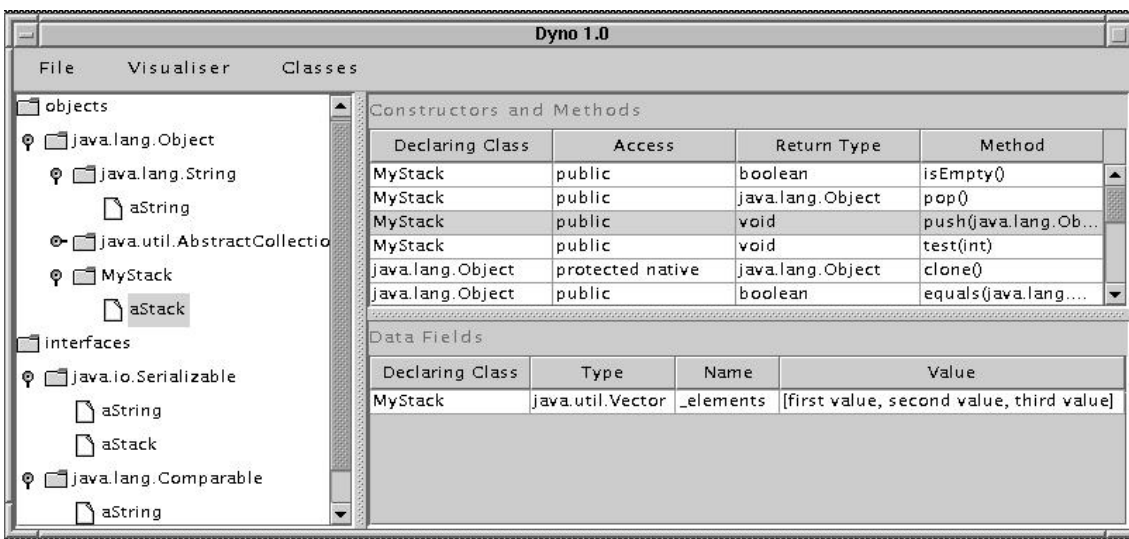 Dyno 1.0
File Visualiser Classes
objects
java.lang.Object
java.lang.String
aString
java.util.AbstractCollectio
MyStack
aStack
interfaces
java.io.Serializable
aString
aStack
java.lang.Comparable
aString
Constructors and Methods
Declaring Class Access Return Type Method
MyStack public boolean isEmpty()
MyStack public java.lang.Object pop()
MyStack public void push(java.lang.Ob...
MyStack public void test(int)
java.lang.Object protected native java.lang.Object clone()
java.lang.Object public boolean equals(java.lang....
Data Fields
Declaring Class Type Name Value
MyStack java.util.Vector _elements [first value, second value, third value]